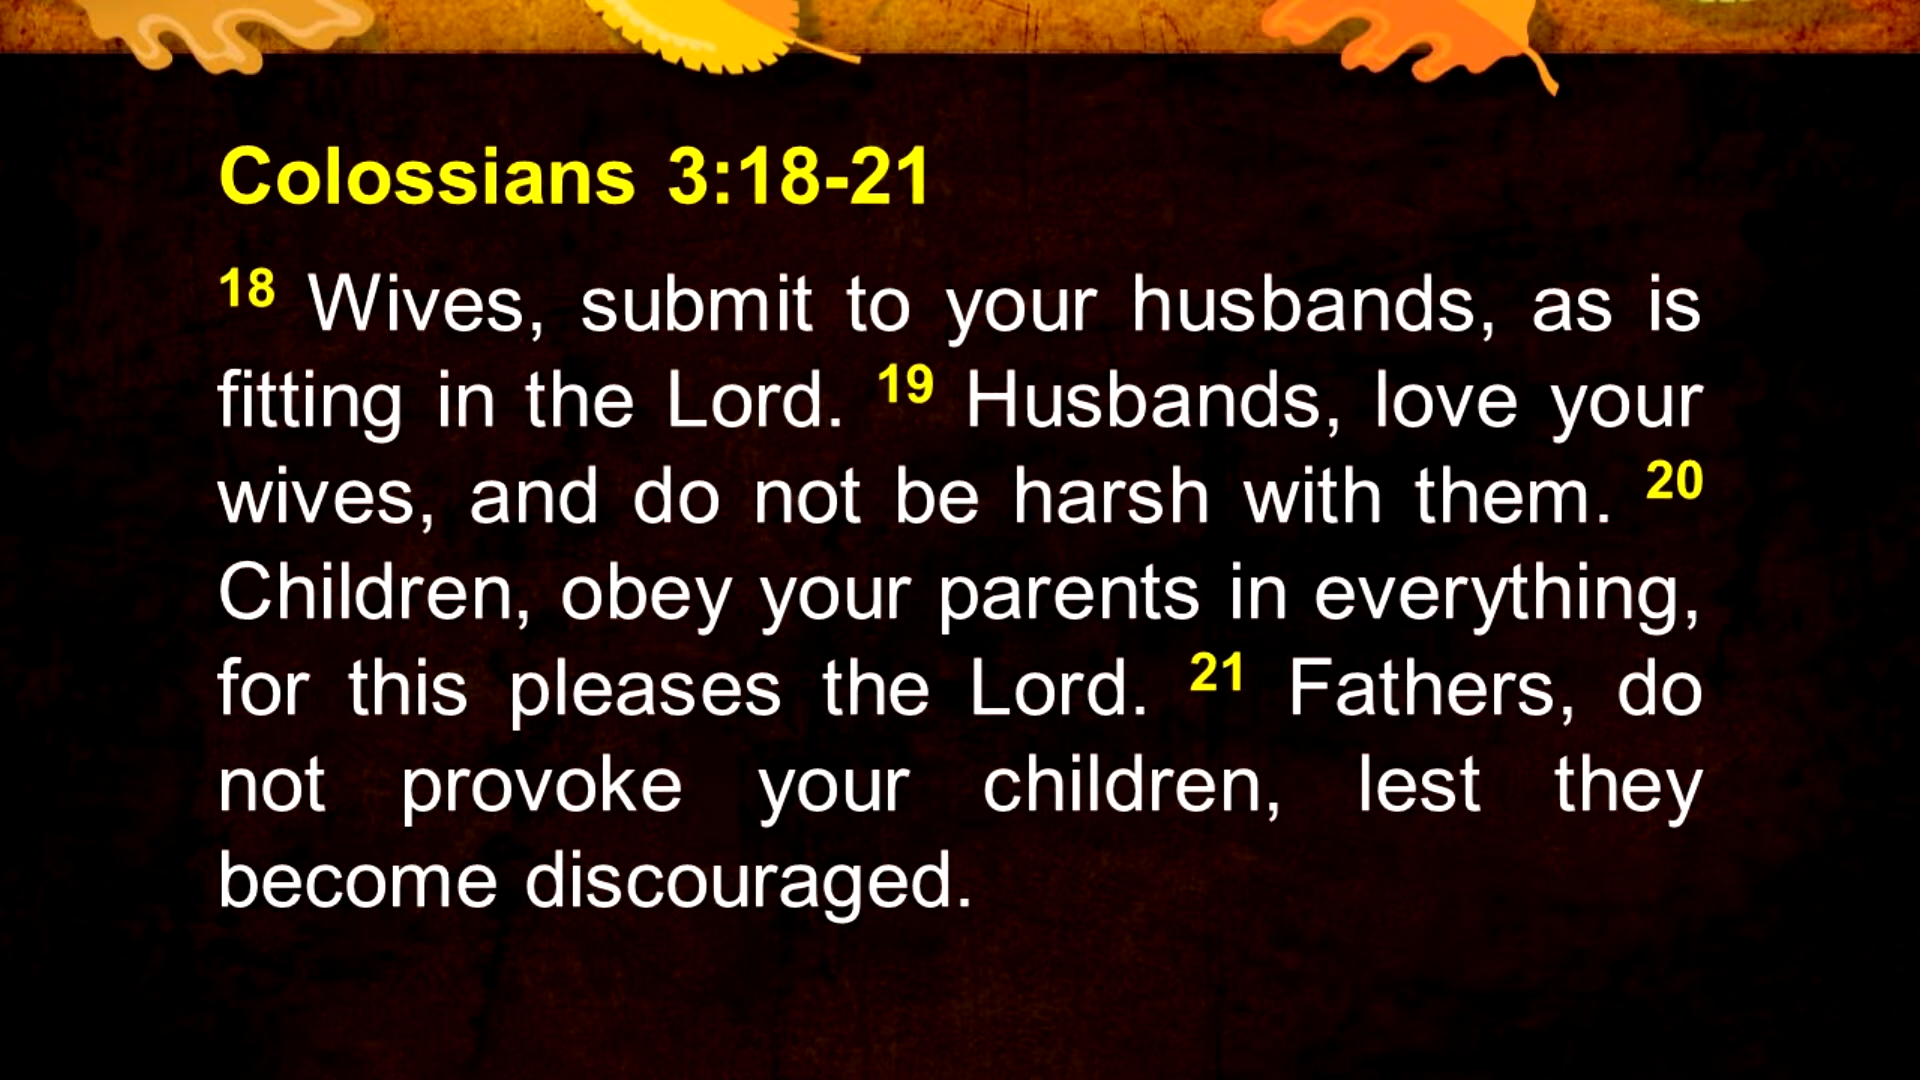 Colossians 3:18-21
18 Wives, submit to your husbands, as is
fitting in the Lord. 19 Husbands, love your
wives, and do not be harsh with them. 20
Children, obey your parents in everything,
for this pleases the Lord. 21 Fathers, do
not provoke your children, lest they
become discouraged.